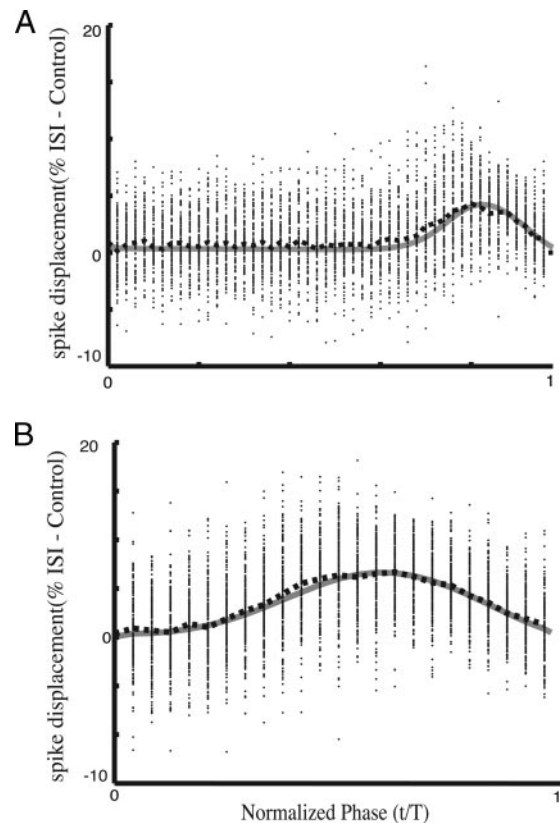 A
20
spike displacement(% ISI - Control)
0
-10
0
1
B
20
spike displacement(% ISI - Control)
0
-10
0
1
Normalized Phase (t/T)